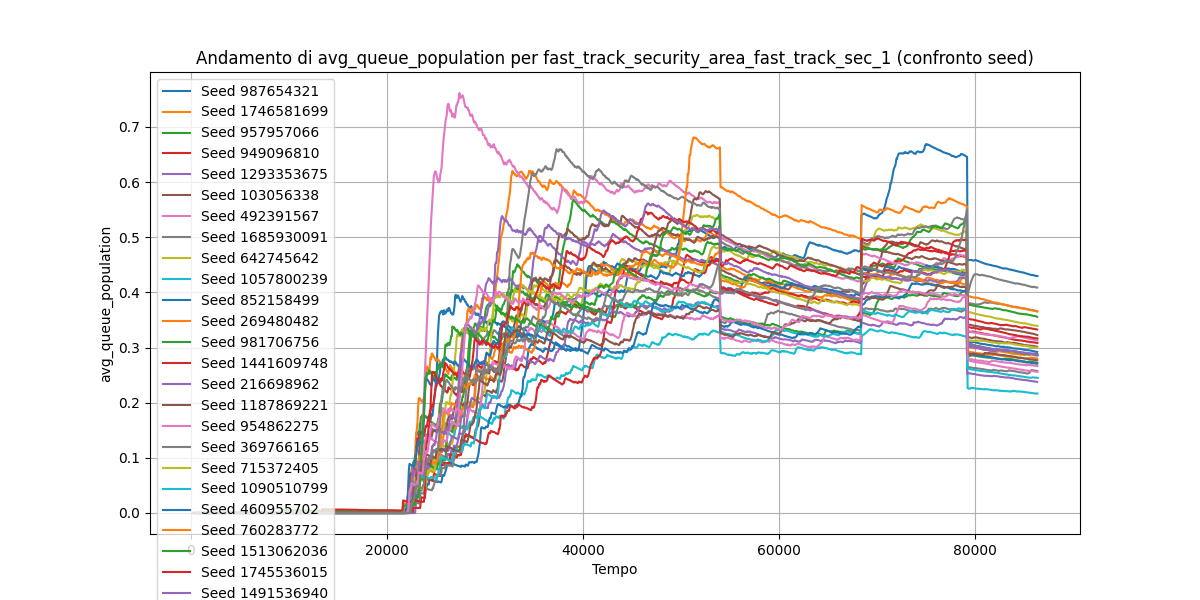 Andamento di avg_queue_population per fast_track_security_area_fast_track_sec_1 (confronto seed)
avg_queue_population
0.7
0.6
0.5
0.4
0.3
0.2
0.1
0.0
Seed 987654321
Seed 1746581699
Seed 957957066
Seed 949096810
Seed 1293353675
Seed 103056338
Seed 492391567
Seed 1685930091
Seed 642745642
Seed 1057800239
Seed 852158499
Seed 269480482
Seed 981706756
Seed 1441609748
Seed 216698962
Seed 1187869221
Seed 954862275
Seed 369766165
Seed 715372405
Seed 1090510799
Seed 460955702
Seed 760283772
Seed 1513062036
Seed 1745536015
Seed 1491536940
0
20000
40000
60000
80000
Tempo